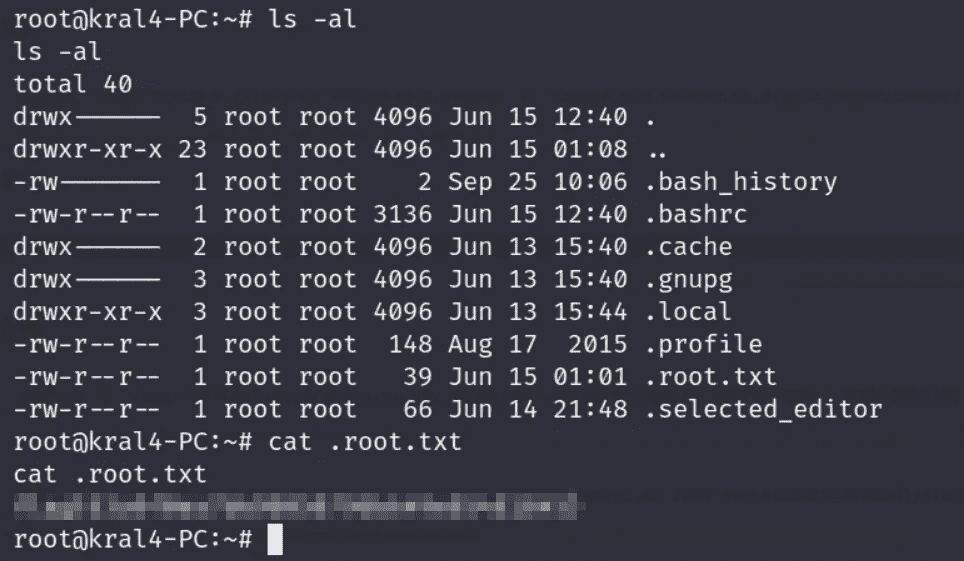 root@kral4-PC:~# ls -al
ls -al
total 40
drwx------  5 root root 4096 Jun 15 12:40 .
drwxr-xr-x 23 root root 4096 Jun 15 01:08 ..
-rw-------  1 root root    2 Sep 25 10:06 .bash_history
-rw-r--r--  1 root root 3136 Jun 15 12:40 .bashrc
drwx------  2 root root 4096 Jun 13 15:40 .cache
drwx------  3 root root 4096 Jun 13 15:40 .gnupg
drwxr-xr-x  3 root root 4096 Jun 13 15:44 .local
-rw-r--r--  1 root root  148 Aug 17  2015 .profile
-rw-r--r--  1 root root   39 Jun 15 01:01 .root.txt
-rw-r--r--  1 root root   66 Jun 14 21:48 .selected_editor
root@kral4-PC:~# cat .root.txt
cat .root.txt
root@kral4-PC:~#